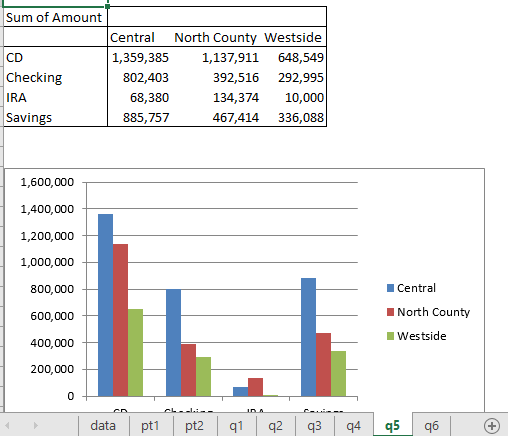 Sum of Amount
Central North County Westside
CD 1,359,385 1,137,911 648,549
Checking 802,403 392,516 292,995
IRA 68,380 134,374 10,000
Savings 885,757 467,414 336,088
1,600,000
1,400,000
1,200,000
1,000,000
800,000
600,000
400,000
200,000
0
Central
North County
Westside
CD Checking IRA Savings
data pt1 pt2 q1 q2 q3 q4 q5 q6